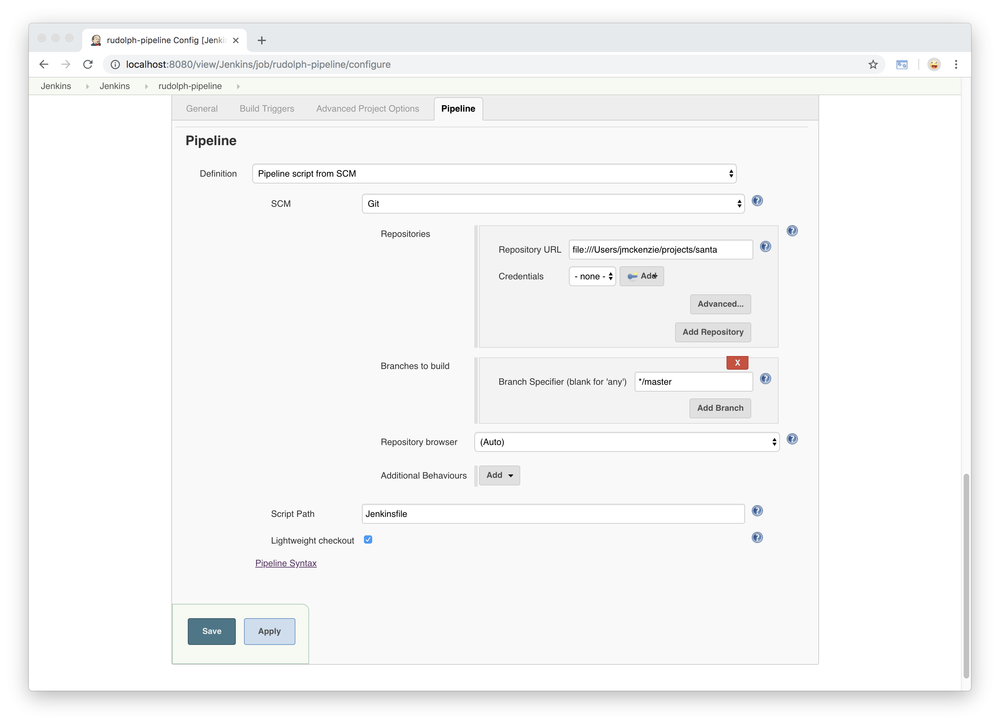 rudolph-pipeline Config [Jenki
localhost:8080/view/Jenkins/job/rudolph-pipeline/configure
Jenkins Jenkins rudolph-pipeline
General Build Triggers Advanced Project Options Pipeline
Pipeline
Definition Pipeline script from SCM
SCM Git
Repositories
Repository URL file:///Users/jmckenzie/projects/santa
Credentials - none - Add
Advanced...
Add Repository
Branches to build
X
Branch Specifier (blank for 'any') */master
Add Branch
Repository browser (Auto)
Additional Behaviours Add
Script Path Jenkinsfile
Lightweight checkout
Pipeline Syntax
Save Apply